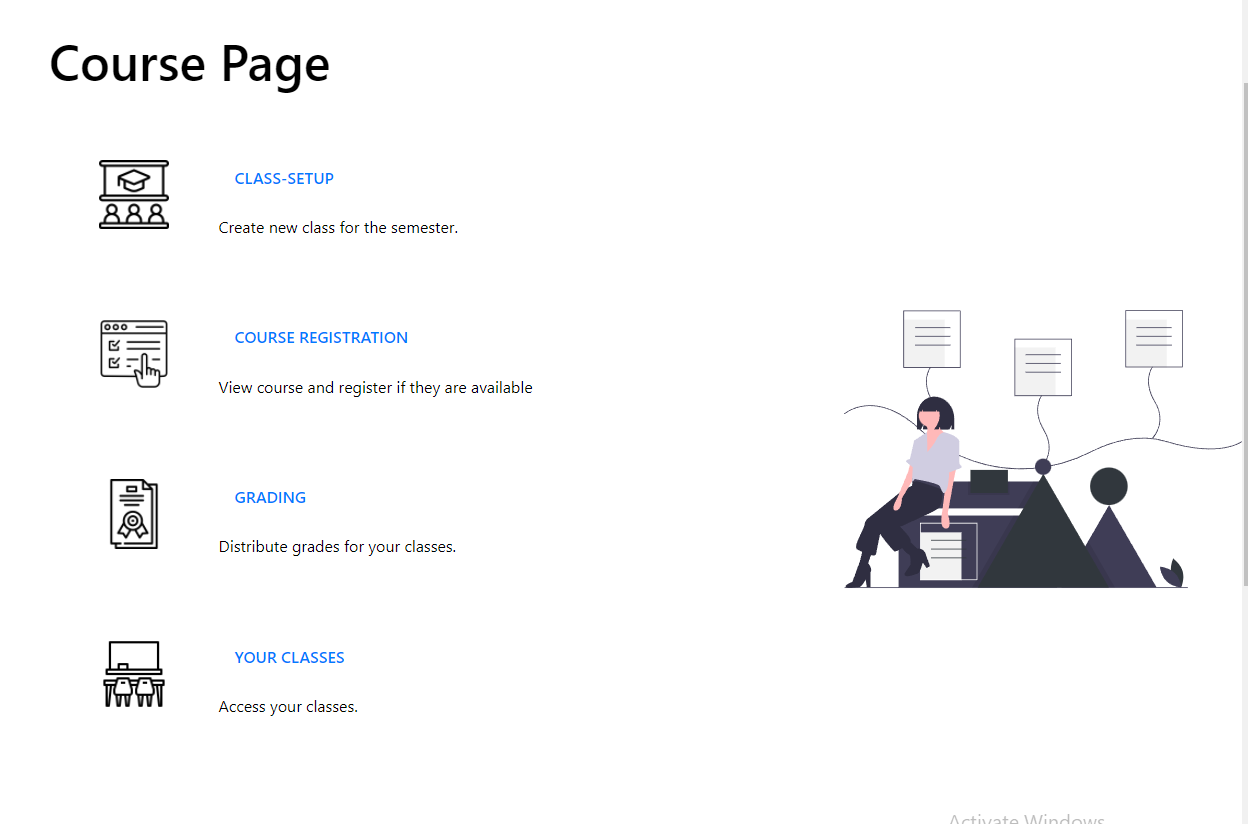 Course Page
CLASS-SETUP
Create new class for the semester.
COURSE REGISTRATION
View course and register if they are available
GRADING
Distribute grades for your classes.
YOUR CLASSES
Access your classes.
Activate Windows